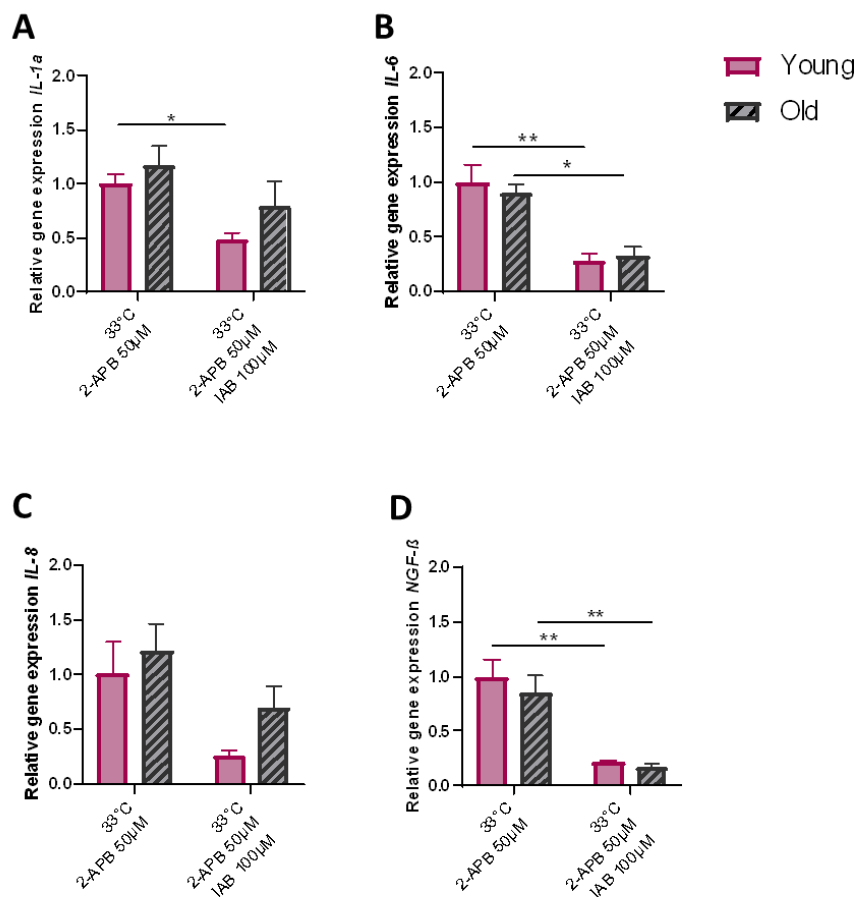 A
Relative gene expression IL-1a
2.0
1.5
1.0
0.5
0.0
*
33°C
2-APB 50µM
33°C
2-APB 50µM
IAB 100µM
B
Relative gene expression IL-6
2.0
1.5
1.0
0.5
0.0
**
*
33°C
2-APB 50µM
33°C
2-APB 50µM
IAB 100µM
Young
Old
C
Relative gene expression IL-8
2.0
1.5
1.0
0.5
0.0
33°C
2-APB 50µM
33°C
2-APB 50µM
IAB 100µM
D
Relative gene expression NGF-ß
2.0
1.5
1.0
0.5
0.0
**
**
33°C
2-APB 50µM
33°C
2-APB 50µM
IAB 100µM